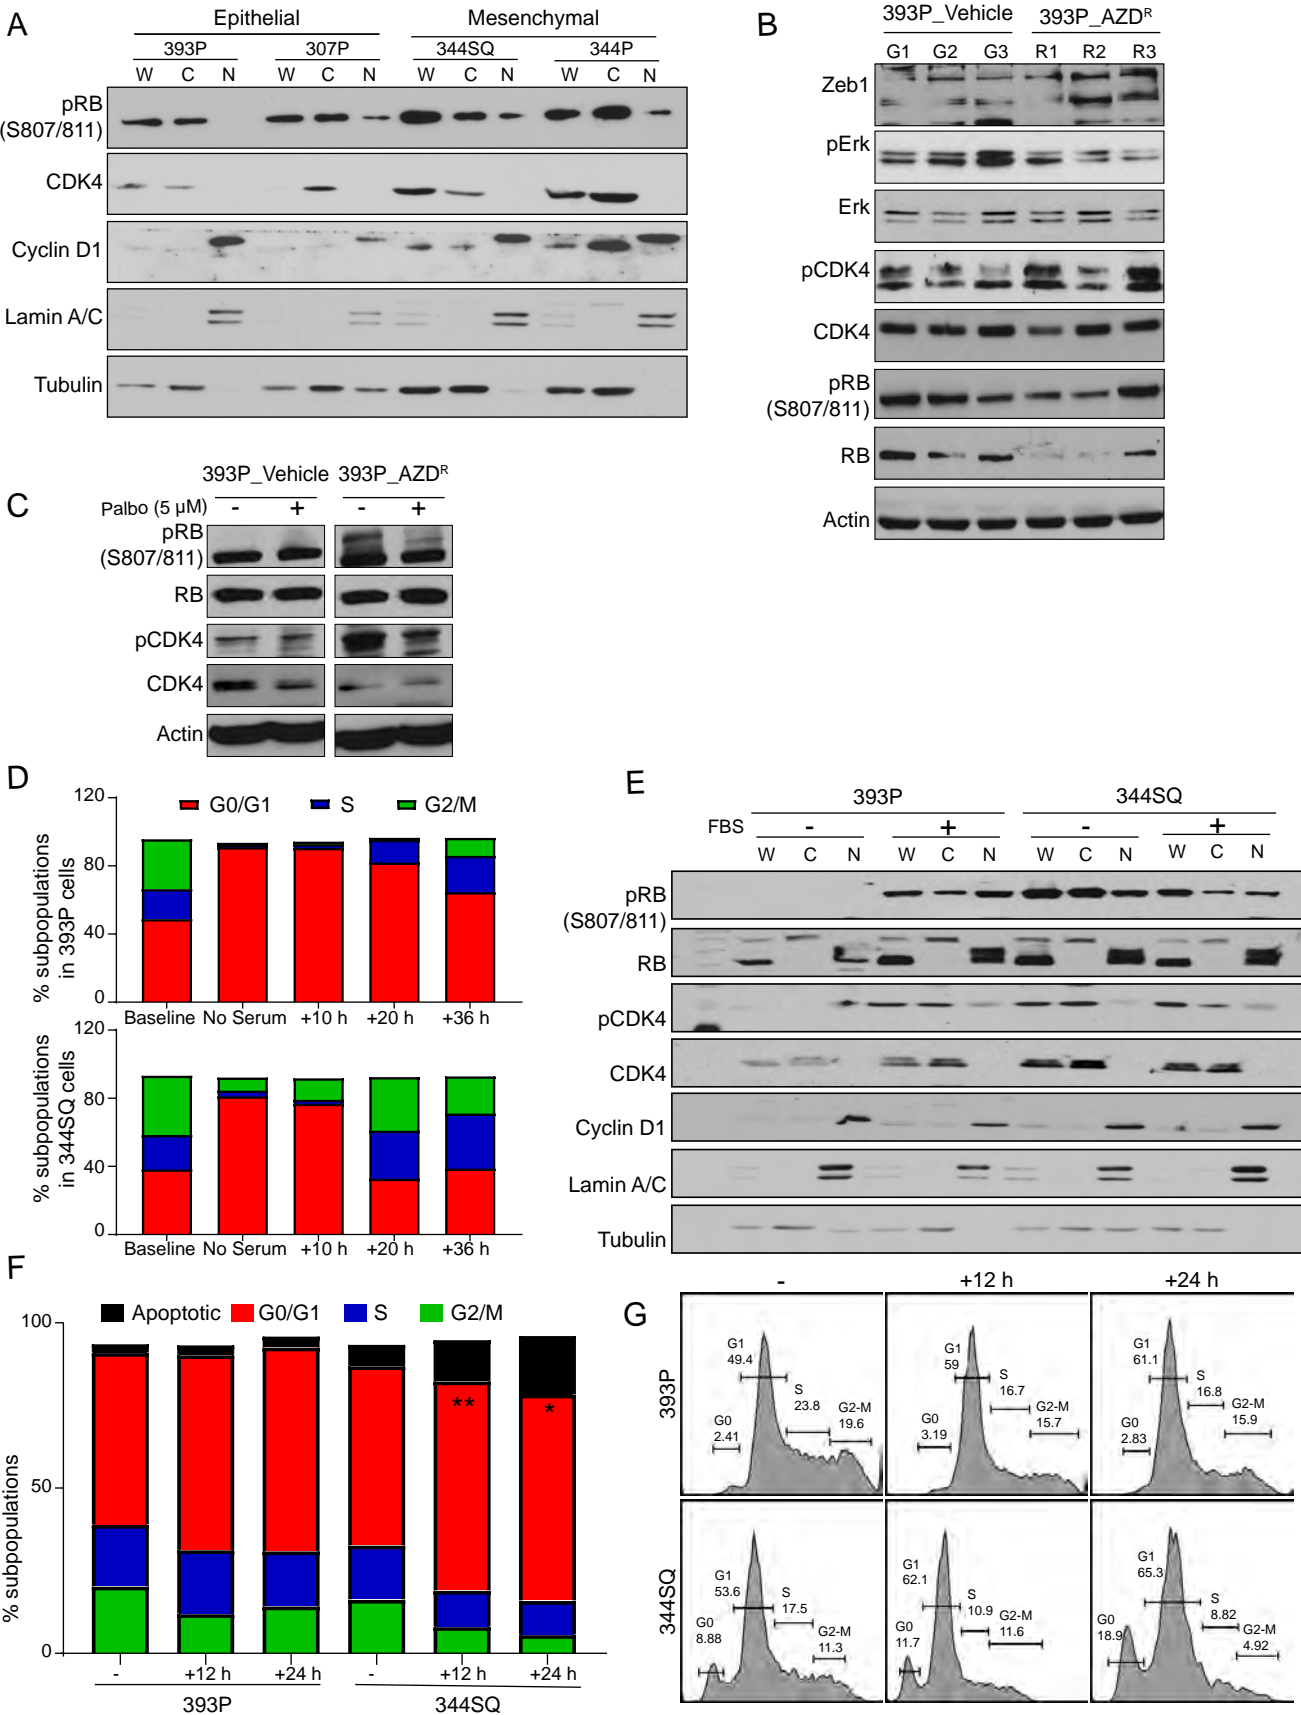 A
Epithelial Mesenchymal
393P 307P 344SQ 344P
W C N W C N W C N W C N
pRB
(S807/811)
CDK4
Cyclin D1
Lamin A/C
Tubulin
B
393P_Vehicle 393P_AZDᴿ
G1 G2 G3 R1 R2 R3
Zeb1
pErk
Erk
pCDK4
CDK4
pRB
(S807/811)
RB
Actin
C
393P_Vehicle 393P_AZDᴿ
Palbo (5 µM) - + - +
pRB
(S807/811)
RB
pCDK4
CDK4
Actin
D
G0/G1 S G2/M
% subpopulations
in 393P cells
120
80
40
0
Baseline No Serum +10 h +20 h +36 h
% subpopulations
in 344SQ cells
120
80
40
0
Baseline No Serum +10 h +20 h +36 h
E
393P 344SQ
FBS - + - +
W C N W C N W C N W C N
pRB
(S807/811)
RB
pCDK4
CDK4
Cyclin D1
Lamin A/C
Tubulin
F
Apoptotic G0/G1 S G2/M
% subpopulations
100
50
0
** *
- +12 h +24 h - +12 h +24 h
393P 344SQ
G
- +12 h +24 h
393P
G1
49.4
S
23.8
G2-M
19.6
G0
2.41
G1
59
S
16.7
G2-M
15.7
G0
3.19
G1
61.1
S
16.8
G2-M
15.9
G0
2.83
344SQ
G1
53.6
S
17.5
G2-M
11.3
G0
8.88
G1
62.1
S
10.9
G2-M
11.6
G0
11.7
G1
65.3
S
8.82
G2-M
4.92
G0
18.9